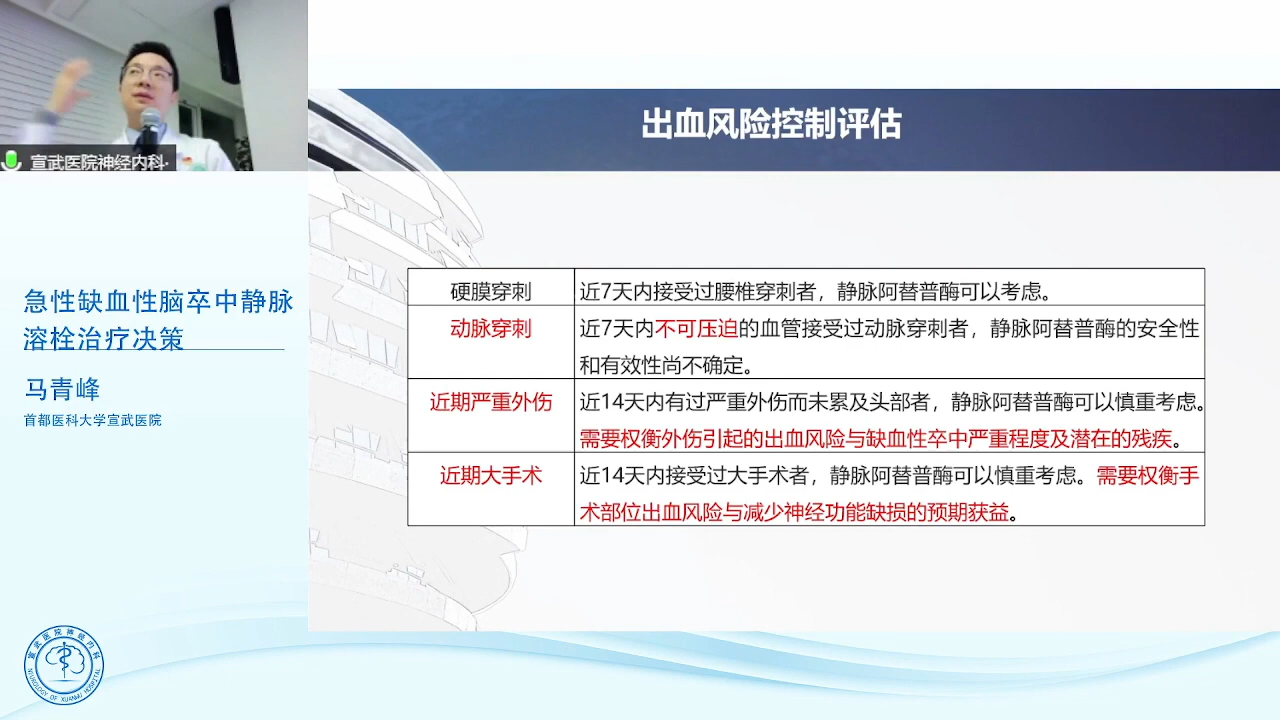 宣武医院神经内科·
出血风险控制评估
急性缺血性脑卒中静脉
溶栓治疗决策
马青峰
首都医科大学宣武医院
硬膜穿刺
近7天内接受过腰椎穿刺者，静脉阿替普酶可以考虑。
动脉穿刺
近7天内不可压迫的血管接受过动脉穿刺者，静脉阿替普酶的安全性
和有效性尚不确定。
近期严重外伤
近14天内有过严重外伤而未累及头部者，静脉阿替普酶可以慎重考虑。
需要权衡外伤引起的出血风险与缺血性卒中严重程度及潜在的残疾。
近期大手术
近14天内接受过大手术者，静脉阿替普酶可以慎重考虑。需要权衡手
术部位出血风险与减少神经功能缺损的预期获益。
宣武医院神经内科
NEUROLOGY OF XUANWU HOSPITAL